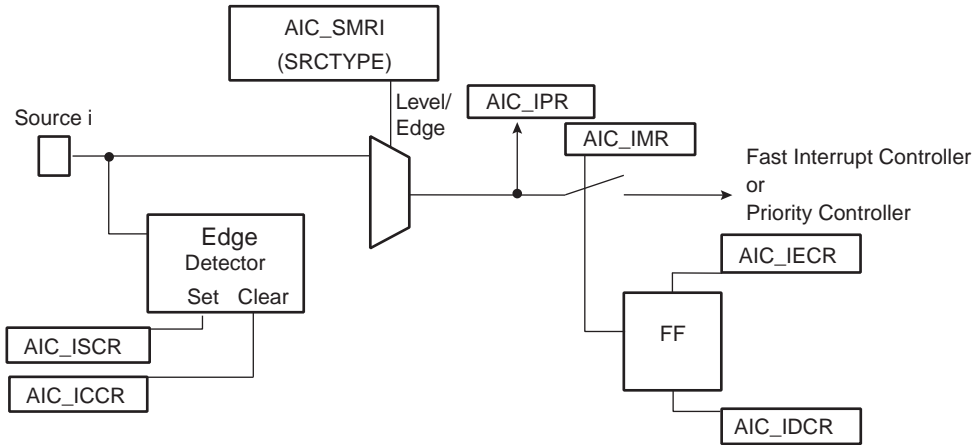 AIC_SMRI
(SRCTYPE)
Source i
Level/
Edge
AIC_IPR
AIC_IMR
Fast Interrupt Controller
or
Priority Controller
Edge
Detector
Set Clear
AIC_IECR
FF
AIC_ISCR
AIC_ICCR
AIC_IDCR